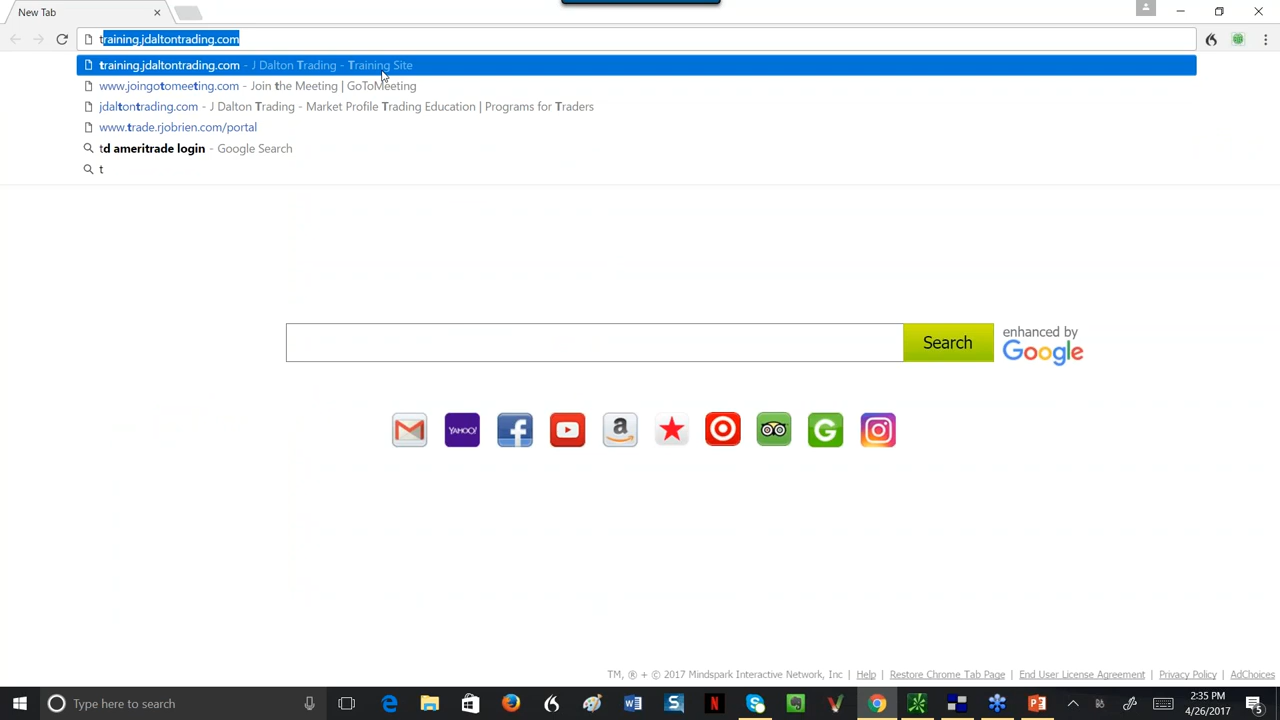 New Tab
training.jdaltontrading.com
training.jdaltontrading.com - J Dalton Trading - Training Site
www.joingotomeeting.com - Join the Meeting | GoToMeeting
jdaltontrading.com - J Dalton Trading - Market Profile Trading Education | Programs for Traders
www.trade.rjobrien.com/portal
td ameritrade login - Google Search
t
Search
enhanced by
Google
YAHOO!
a
G
TM, ® + © 2017 Mindspark Interactive Network, Inc | Help | Restore Chrome Tab Page | End User License Agreement | Privacy Policy | AdChoices
Type here to search
2:35 PM
4/26/2017
5